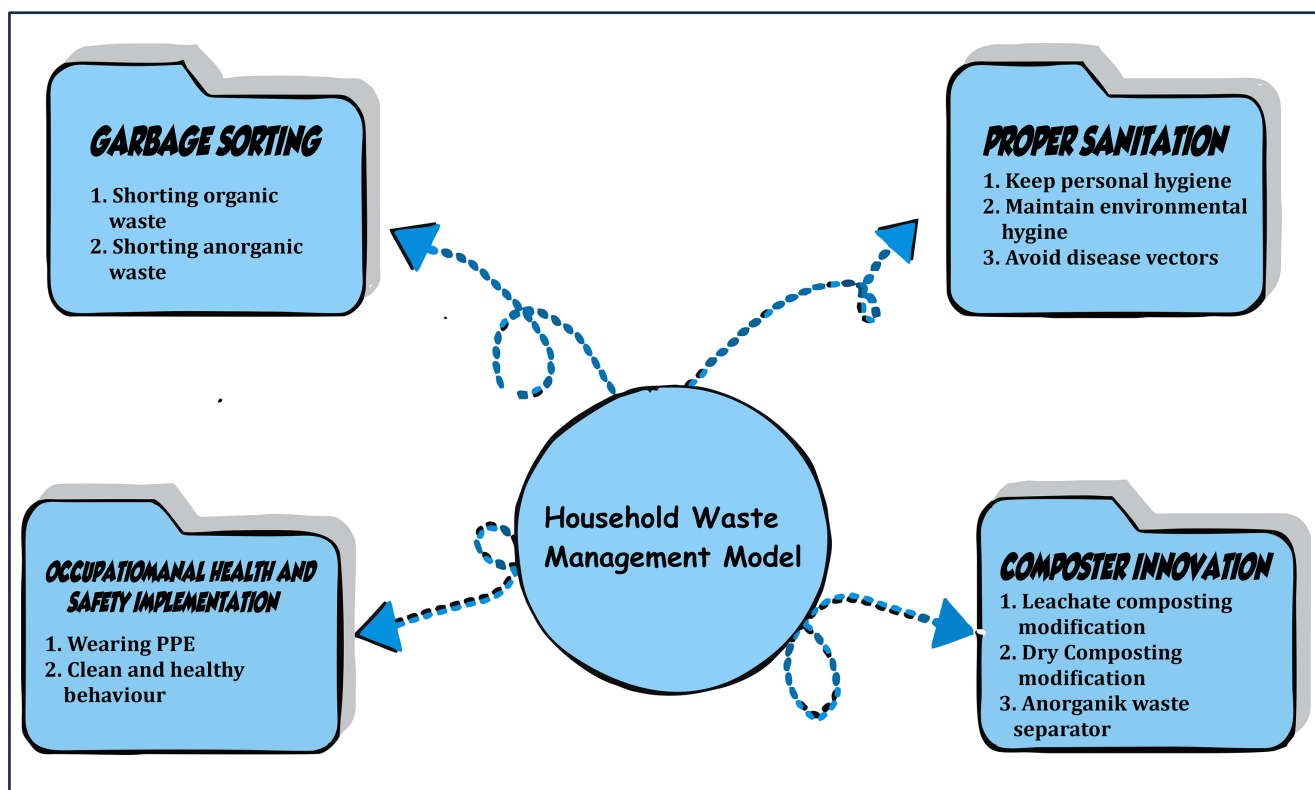 GARBAGE SORTING
1. Shorting organic
waste
2. Shorting anorganic
waste
PROPER SANITATION
1. Keep personal hygiene
2. Maintain environmental
hygine
3. Avoid disease vectors
Household Waste
Management Model
OCCUPATIOMANAL HEALTH AND
SAFETY IMPLEMENTATION
1. Wearing PPE
2. Clean and healthy
behaviour
COMPOSTER INNOVATION
1. Leachate composting
modification
2. Dry Composting
modification
3. Anorganik waste
separator